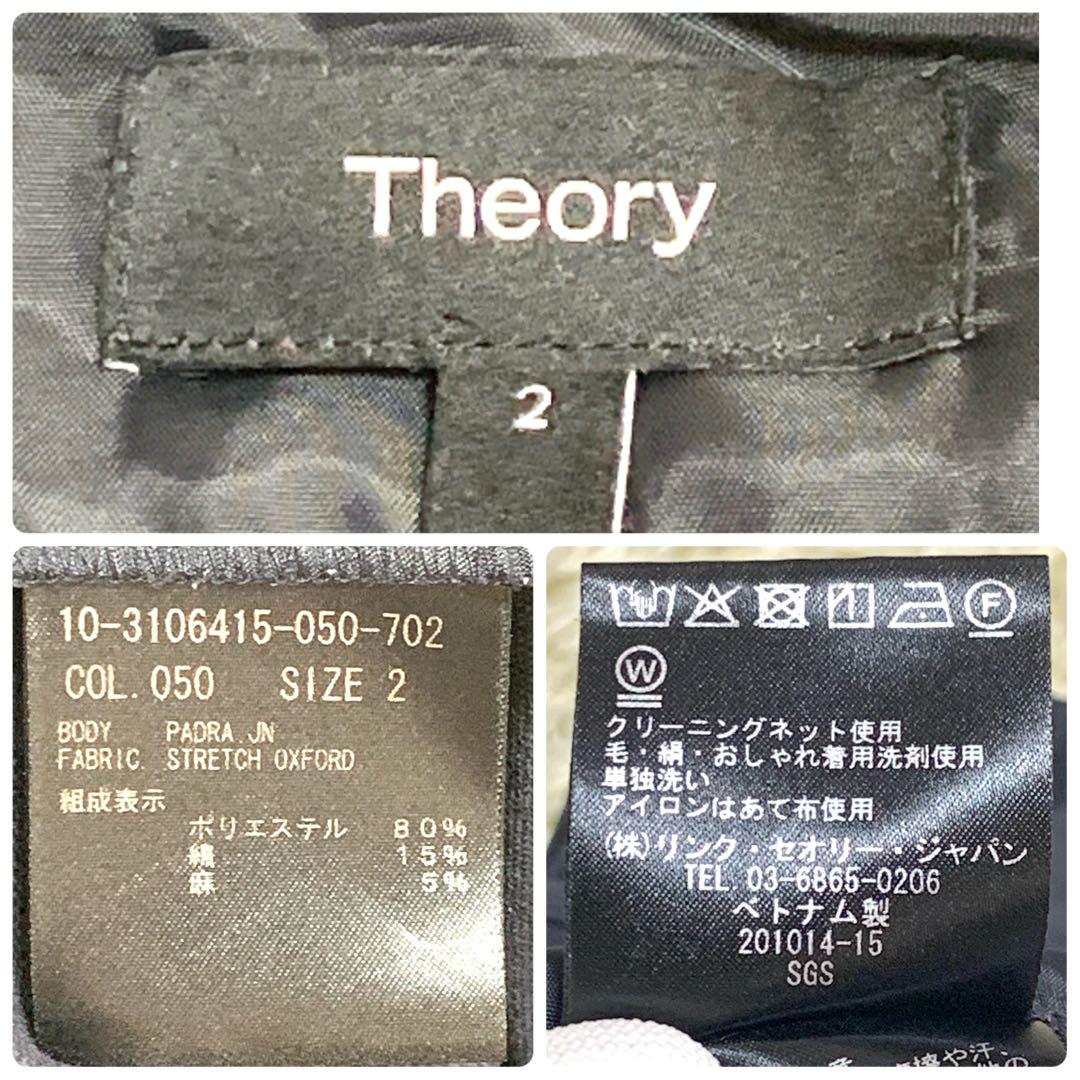 Theory
2
10-3106415-050-702
COL. 050 SIZE 2
BODY PADRA.JN
FABRIC. STRETCH OXFORD
組成表示
ポリエステル 80%
綿 15%
麻 5%
F
W
クリーニングネット使用
毛・絹・おしゃれ着用洗剤使用
単独洗い
アイロンはあて布使用
(株)リンク・セオリー・ジャパン
TEL.03-6865-0206
ベトナム製
201014-15
SGS
や汗、